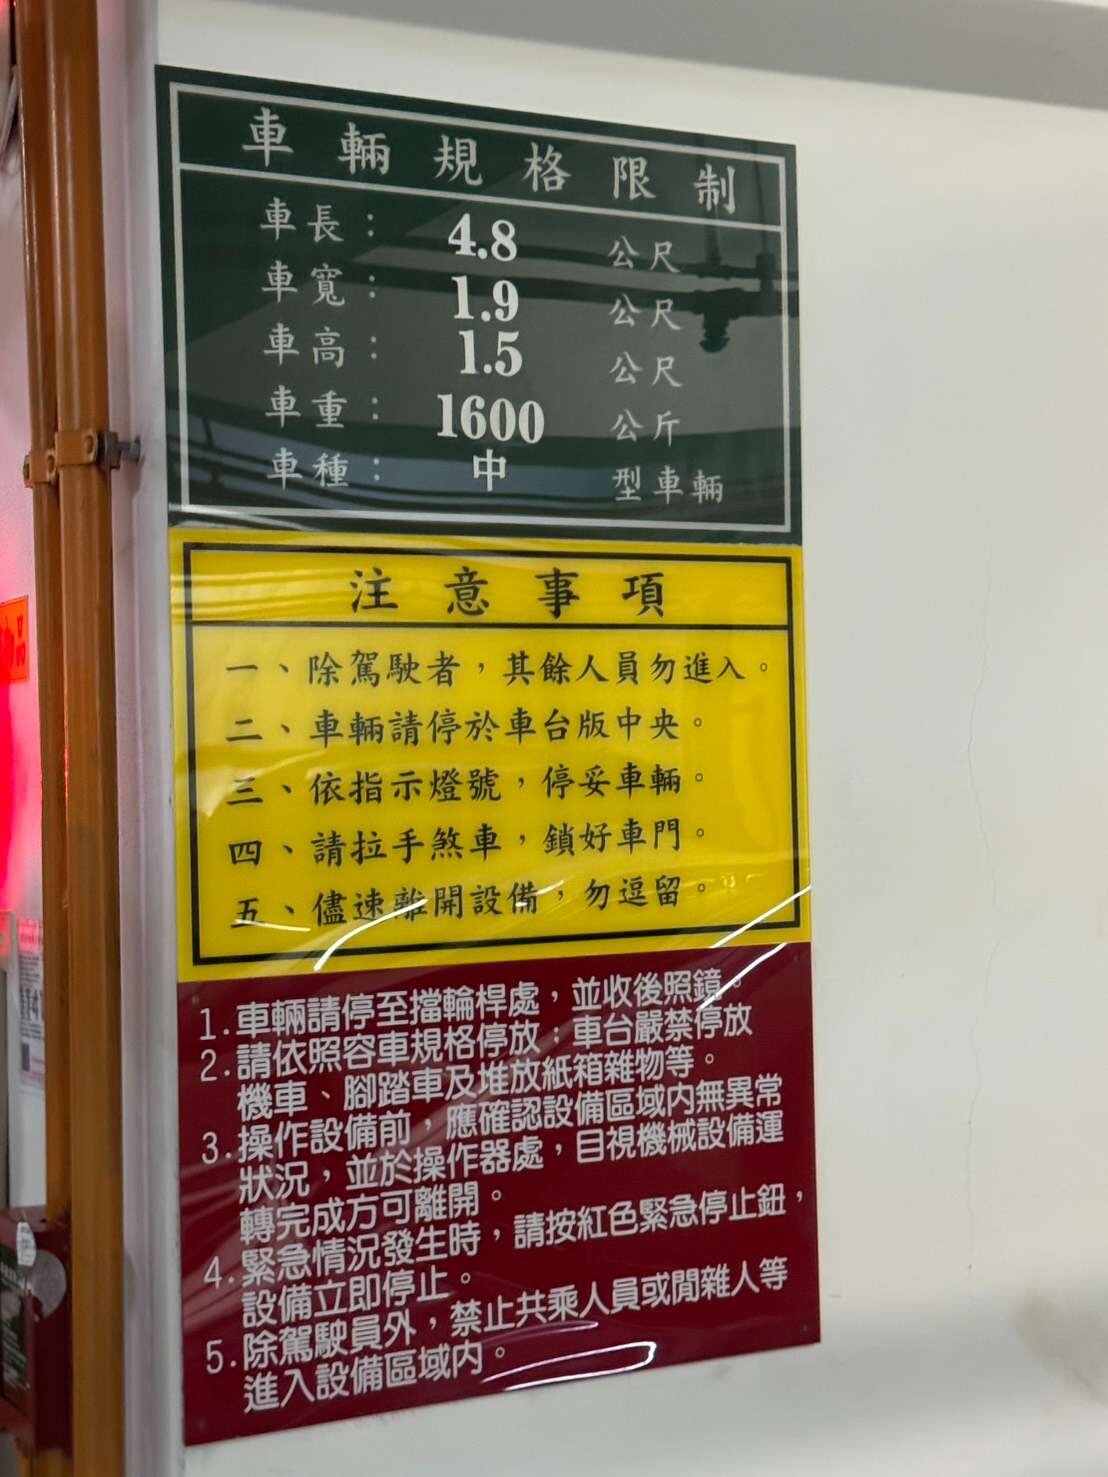 車輛規格限制
車長： 4.8 公尺
車寬： 1.9 公尺
車高： 1.5 公尺
車重： 1600 公斤
車種： 中 型車輛
注意事項
一、除駕駛者，其餘人員勿進入。
二、車輛請停於車台版中央。
三、依指示燈號，停妥車輛。
四、請拉手煞車，鎖好車門。
五、儘速離開設備，勿逗留。
1.車輛請停至擋輪桿處，並收後照鏡。
2.請依照容車規格停放；車台嚴禁停放
機車、腳踏車及堆放紙箱雜物等。
3.操作設備前，應確認設備區域內無異常
狀況，並於操作器處，目視機械設備運
轉完成方可離開。
4.緊急情況發生時，請按紅色緊急停止鈕，
設備立即停止。
5.除駕駛員外，禁止共乘人員或閒雜人等
進入設備區域內。